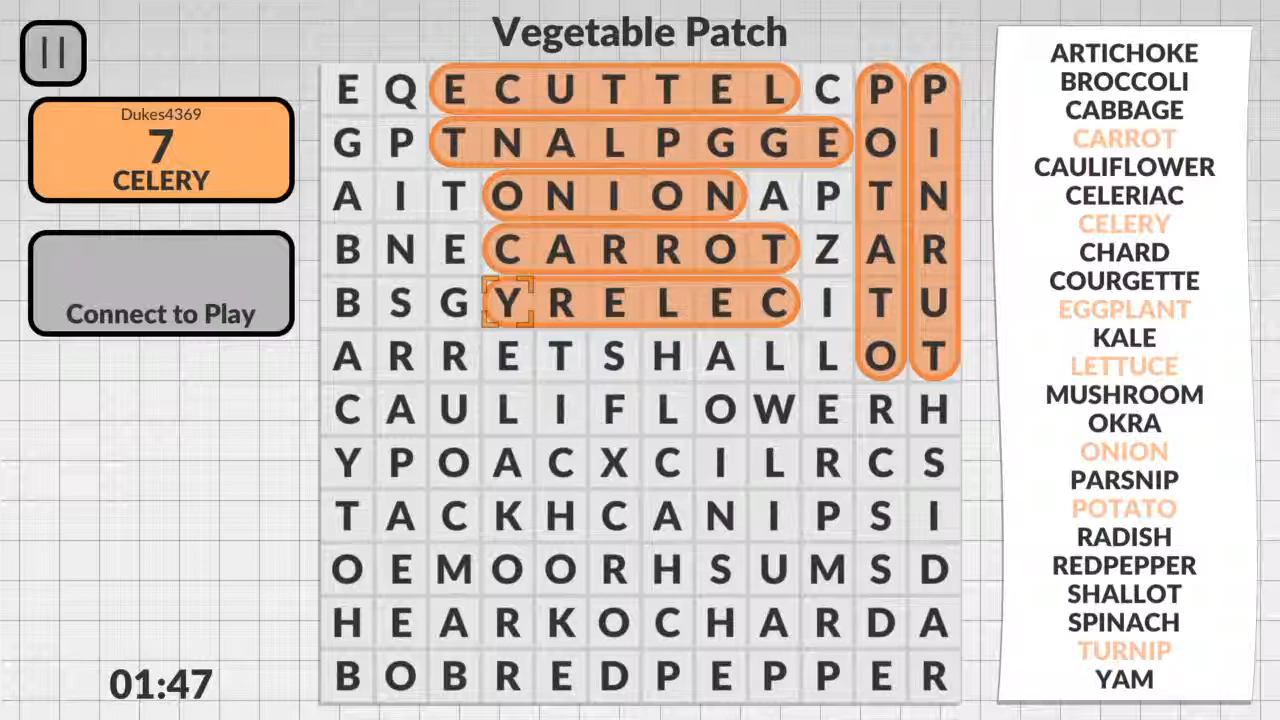 Vegetable Patch
Dukes4369
7
CELERY
Connect to Play
01:47
E Q E C U T T E L C P P
G P T N A L P G G E O I
A I T O N I O N A P T N
B N E C A R R O T Z A R
B S G Y R E L E C I T U
A R R E T S H A L L O T
C A U L I F L O W E R H
Y P O A C X C I L R C S
T A C K H C A N I P S I
O E M O O R H S U M S D
H E A R K O C H A R D A
B O B R E D P E P P E R
ARTICHOKE
BROCCOLI
CABBAGE
CARROT
CAULIFLOWER
CELERIAC
CELERY
CHARD
COURGETTE
EGGPLANT
KALE
LETTUCE
MUSHROOM
OKRA
ONION
PARSNIP
POTATO
RADISH
REDPEPPER
SHALLOT
SPINACH
TURNIP
YAM